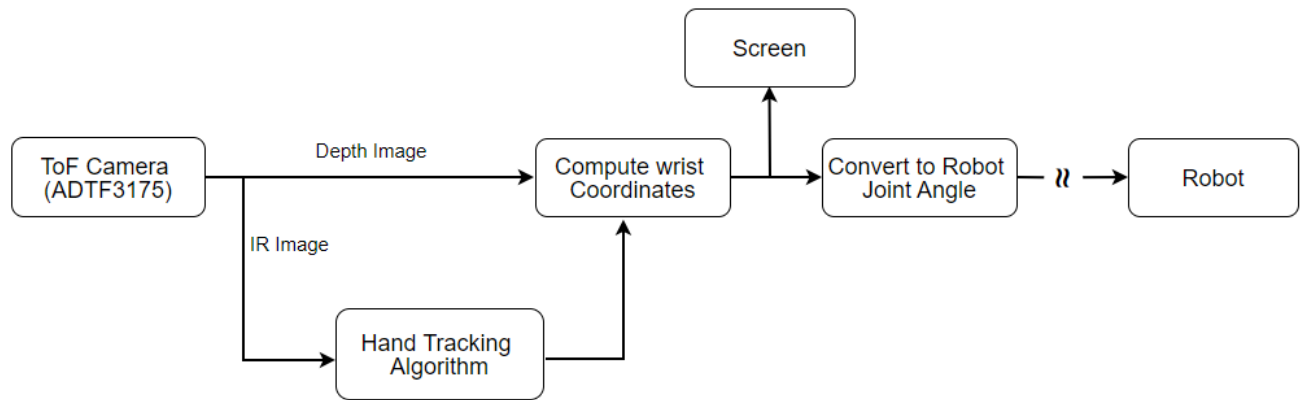 Screen
ToF Camera
(ADTF3175)
Depth Image
Compute wrist
Coordinates
Convert to Robot
Joint Angle
Robot
IR Image
Hand Tracking
Algorithm